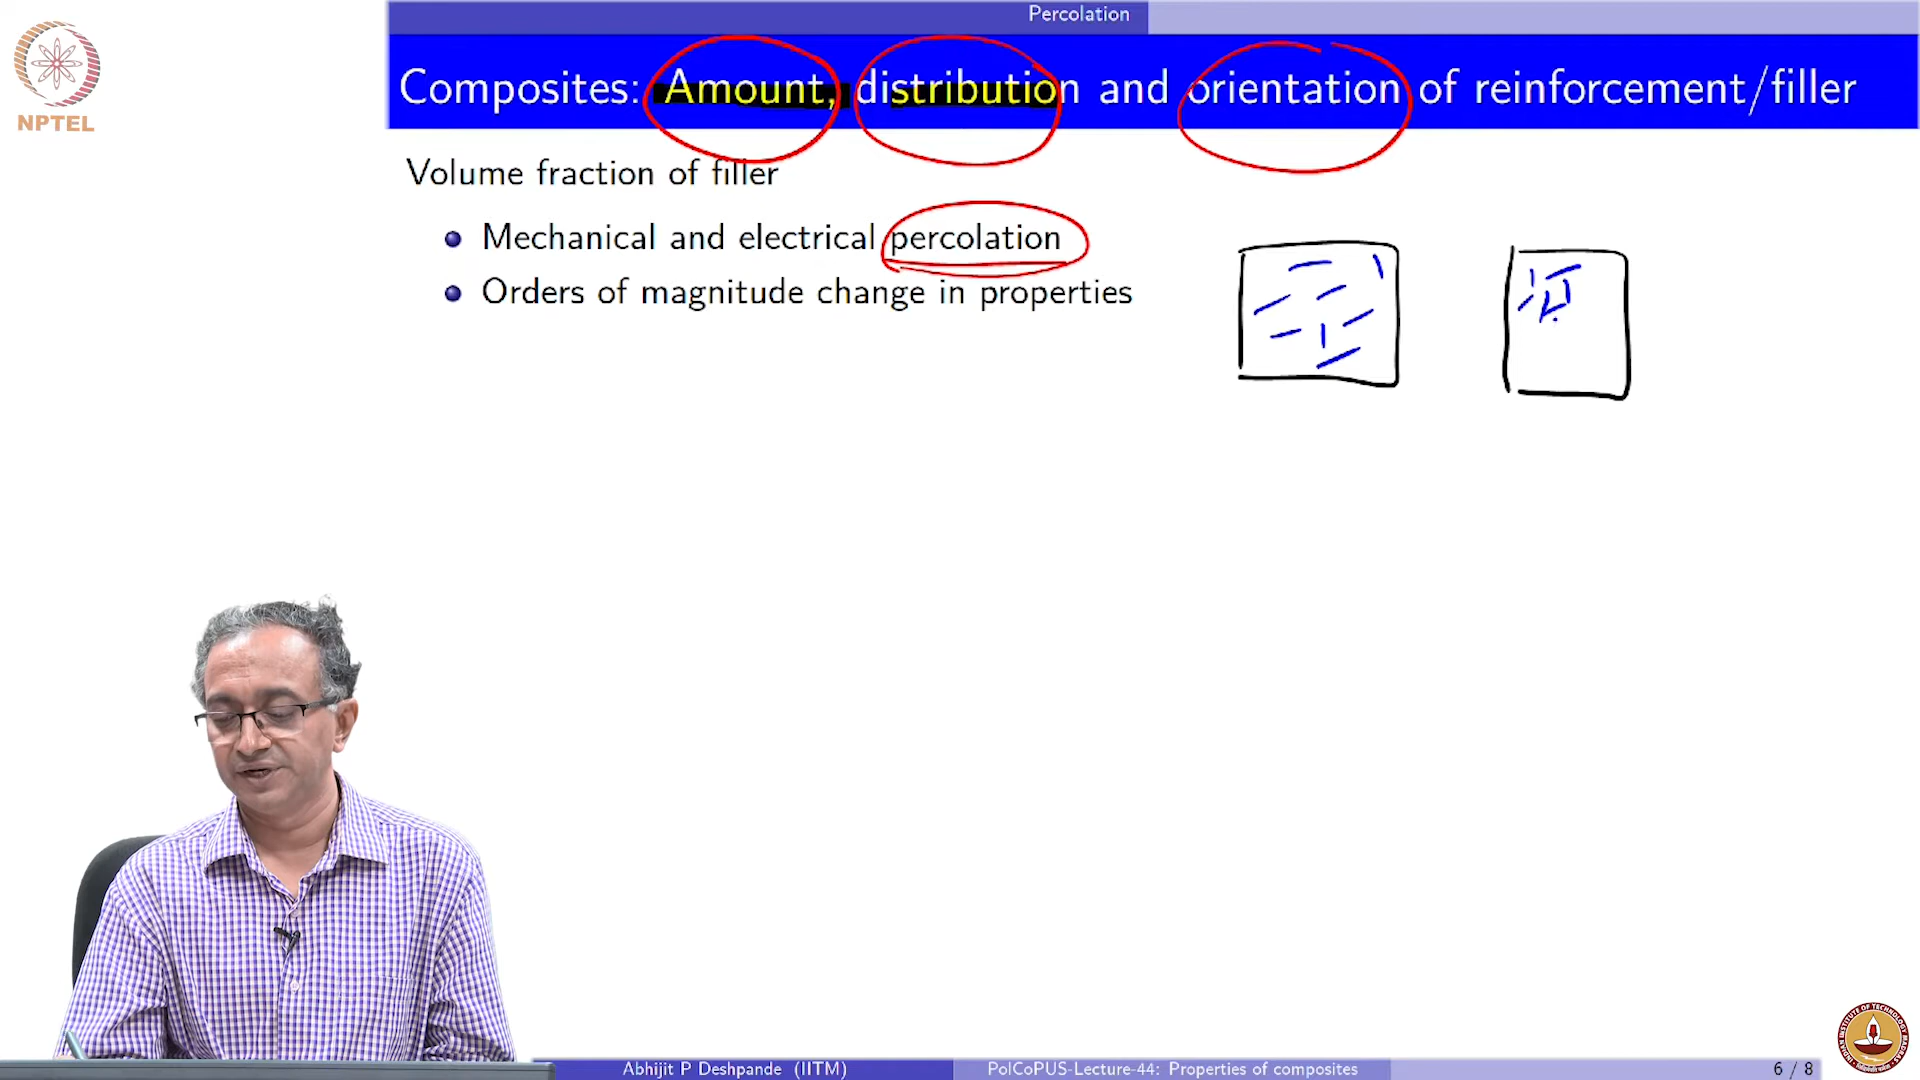 Percolation
NPTEL
Composites: Amount, distribution and orientation of reinforcement/filler
Volume fraction of filler
Mechanical and electrical percolation
Orders of magnitude change in properties
Abhijit P Deshpande (IITM)
PolCoPUS-Lecture-44: Properties of composites
6 / 8